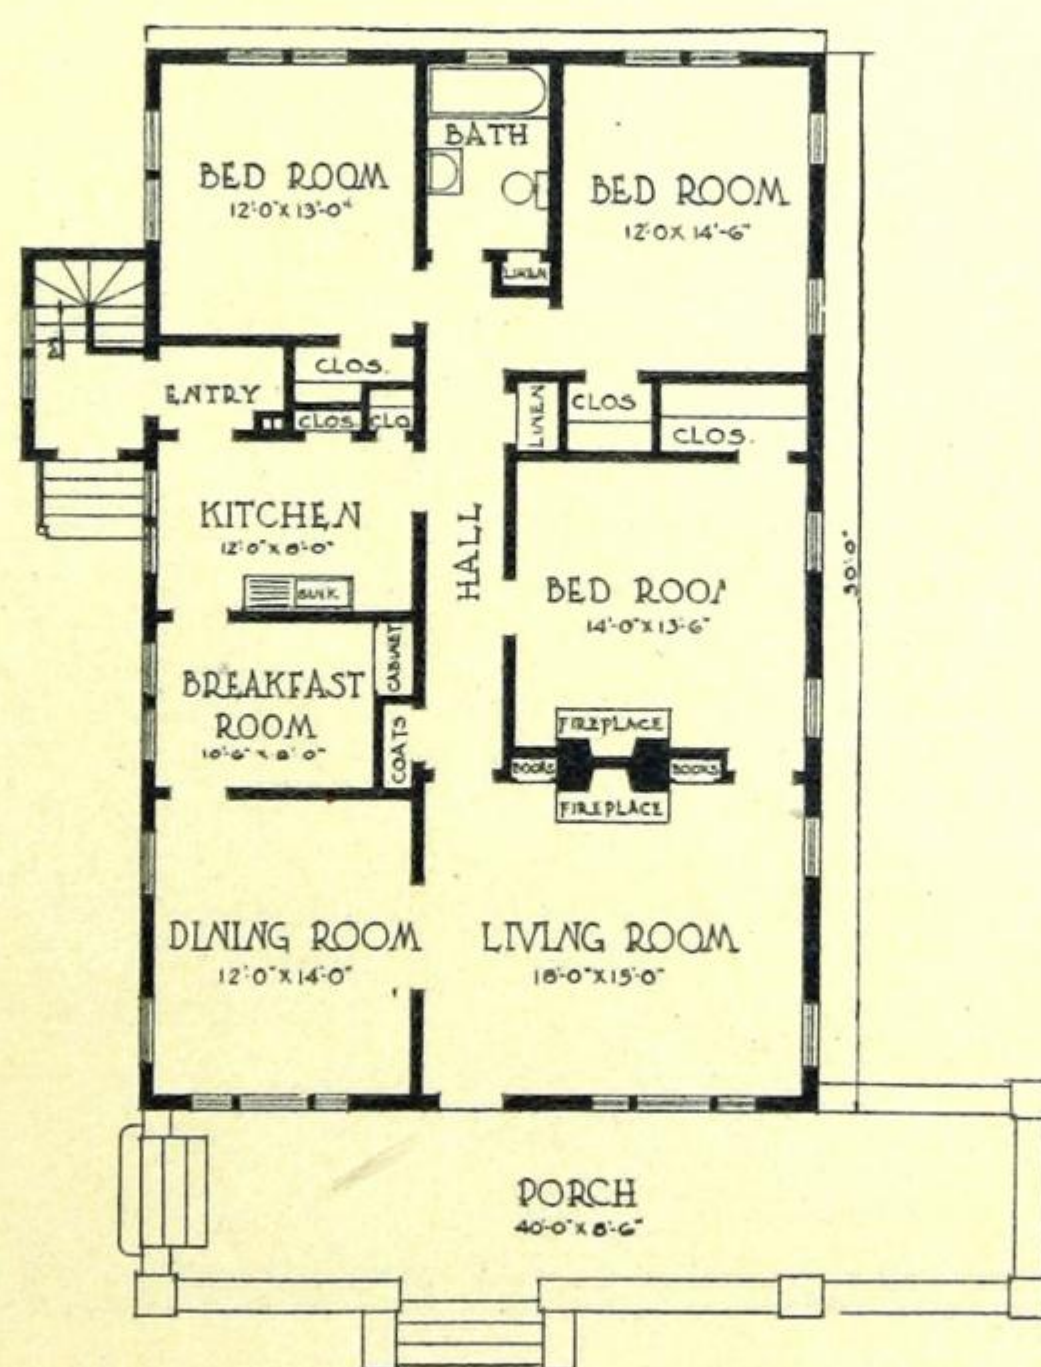 BATH
BED ROOM
12'-0" X 13'-0"
BED ROOM
12'-0 X 14'-6"
LINEN
CLOS.
ENTRY
CLOS.
CLO
LINEN
CLOS
CLOS.
KITCHEN
12'-0" X 8'-0"
HALL
BED ROO
14'-0" X 13'-6"
CABINET
BREAKFAST
ROOM
10'-6" X 8'-0"
COATS
FIREPLACE
BOOKS
BOOKS
FIREPLACE
DINING ROOM
12'-0" X 14'-0"
LIVING ROOM
18'-0" X 15'-0"
PORCH
40'-0" X 8'-6"